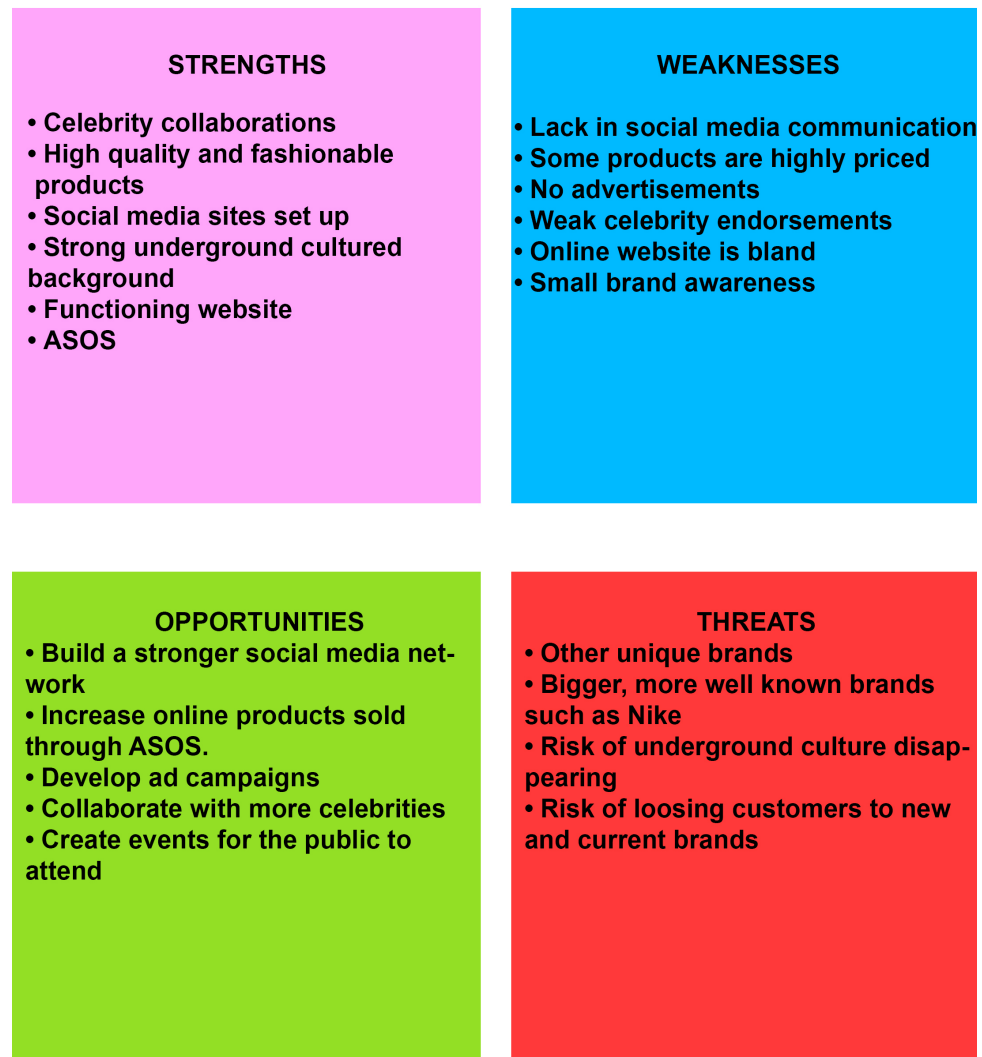 STRENGTHS
• Celebrity collaborations
• High quality and fashionable
products
• Social media sites set up
• Strong underground cultured
background
• Functioning website
• ASOS
WEAKNESSES
• Lack in social media communication
• Some products are highly priced
• No advertisements
• Weak celebrity endorsements
• Online website is bland
• Small brand awareness
OPPORTUNITIES
• Build a stronger social media net-
work
• Increase online products sold
through ASOS.
• Develop ad campaigns
• Collaborate with more celebrities
• Create events for the public to
attend
THREATS
• Other unique brands
• Bigger, more well known brands
such as Nike
• Risk of underground culture disap-
pearing
• Risk of loosing customers to new
and current brands